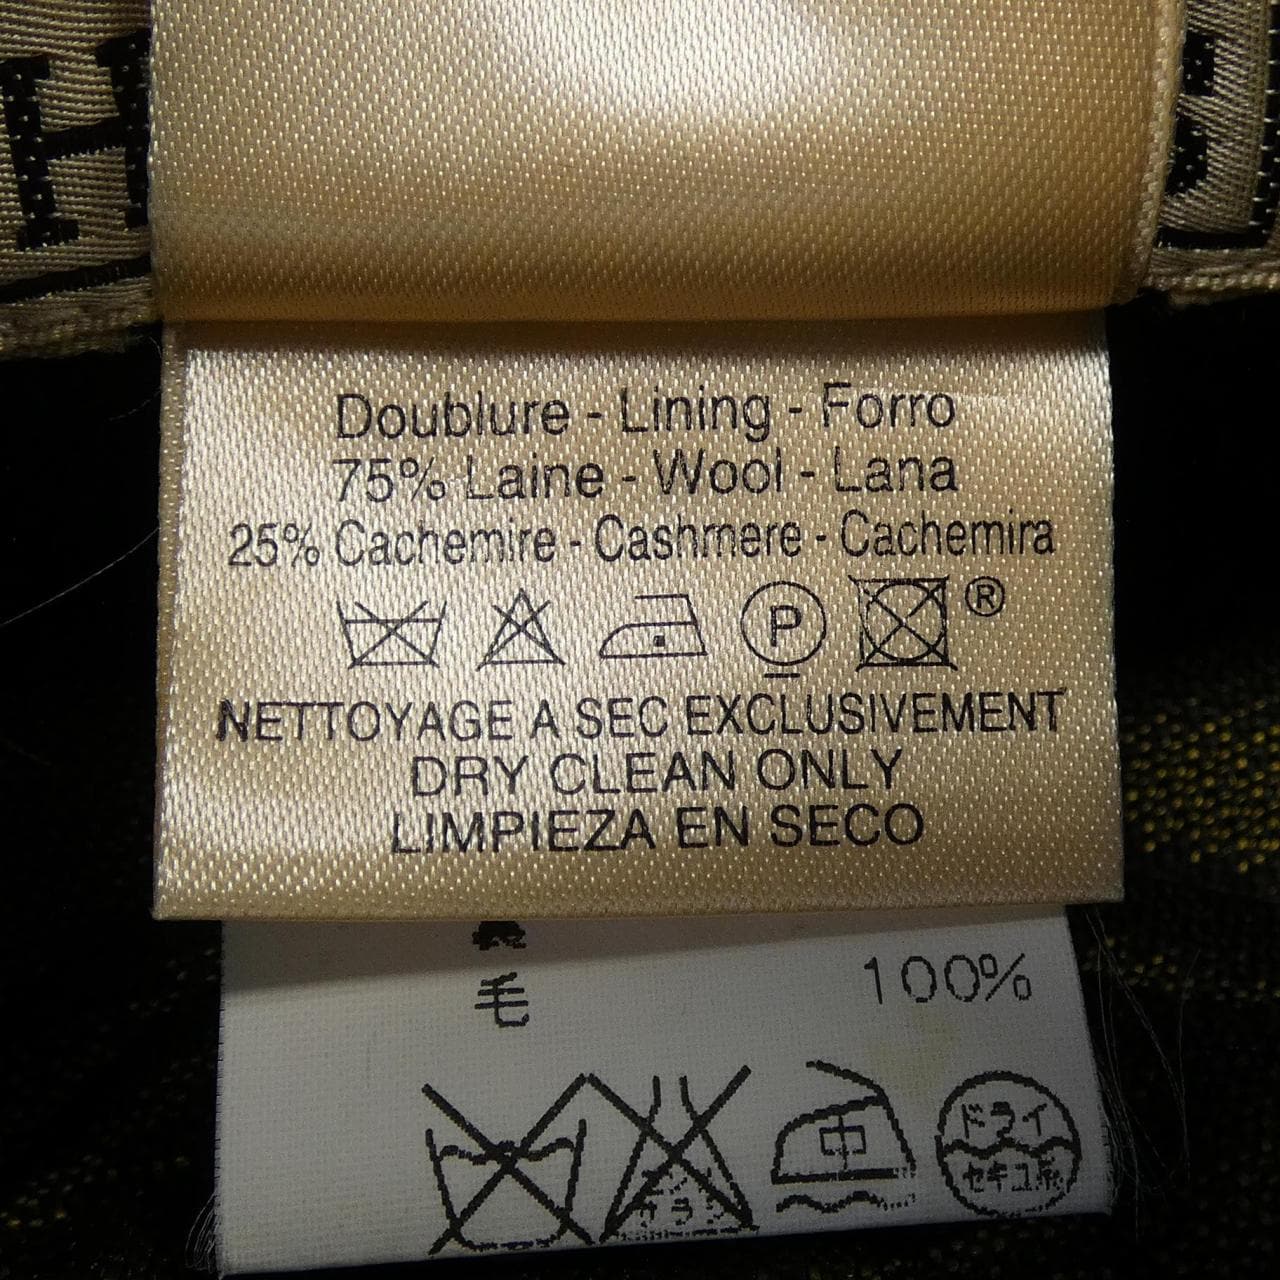 H
Doublure - Lining - Forro
75% Laine - Wool - Lana
25% Cachemire - Cashmere - Cachemira
P ®
NETTOYAGE A SEC EXCLUSIVEMENT
DRY CLEAN ONLY
LIMPIEZA EN SECO
毛 100%
中 ドライ
セキユ系